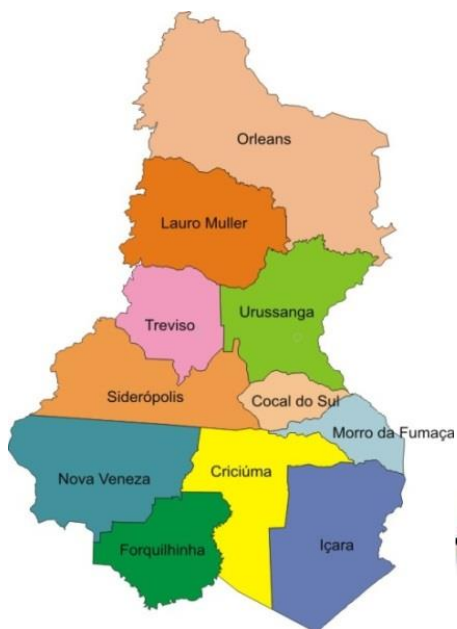 Orleans
Lauro Muller
Treviso
Urussanga
Siderópolis
Cocal do Sul
Morro da Fumaça
Nova Veneza
Criciúma
Forquilhinha
Içara